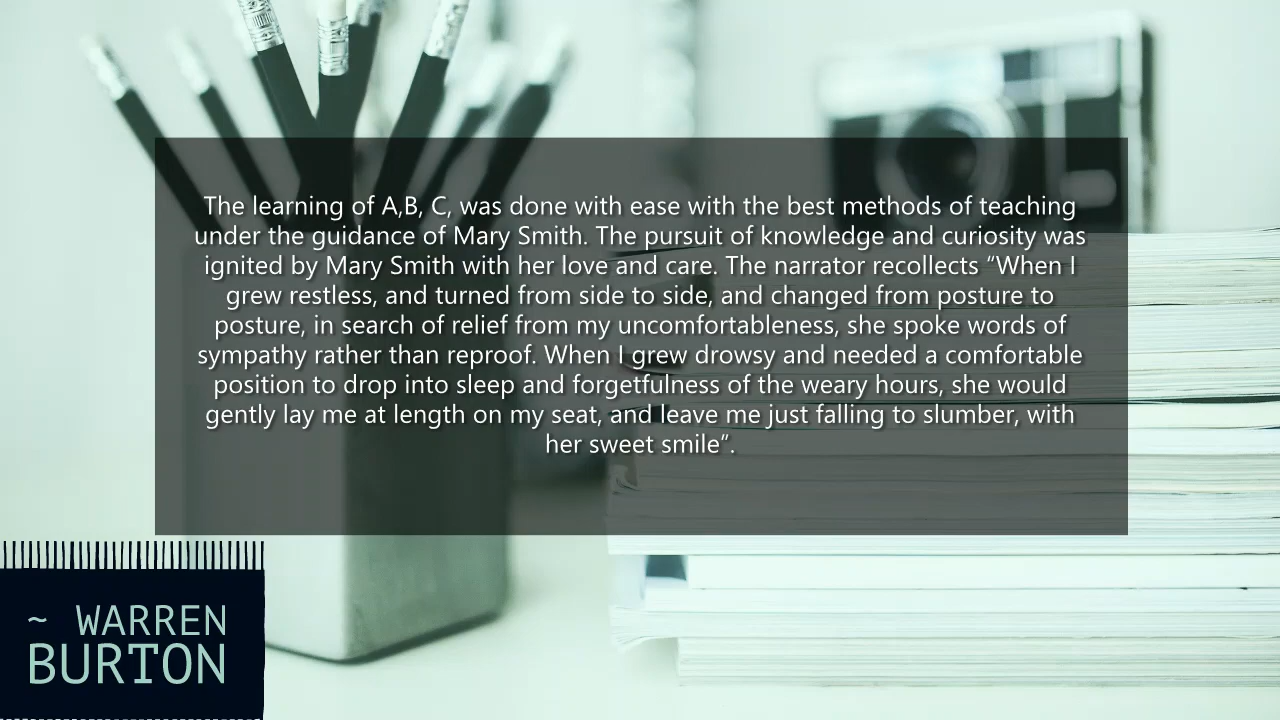 The learning of A,B, C, was done with ease with the best methods of teaching
under the guidance of Mary Smith. The pursuit of knowledge and curiosity was
ignited by Mary Smith with her love and care. The narrator recollects “When I
grew restless, and turned from side to side, and changed from posture to
posture, in search of relief from my uncomfortableness, she spoke words of
sympathy rather than reproof. When I grew drowsy and needed a comfortable
position to drop into sleep and forgetfulness of the weary hours, she would
gently lay me at length on my seat, and leave me just falling to slumber, with
her sweet smile”.
~ WARREN
BURTON